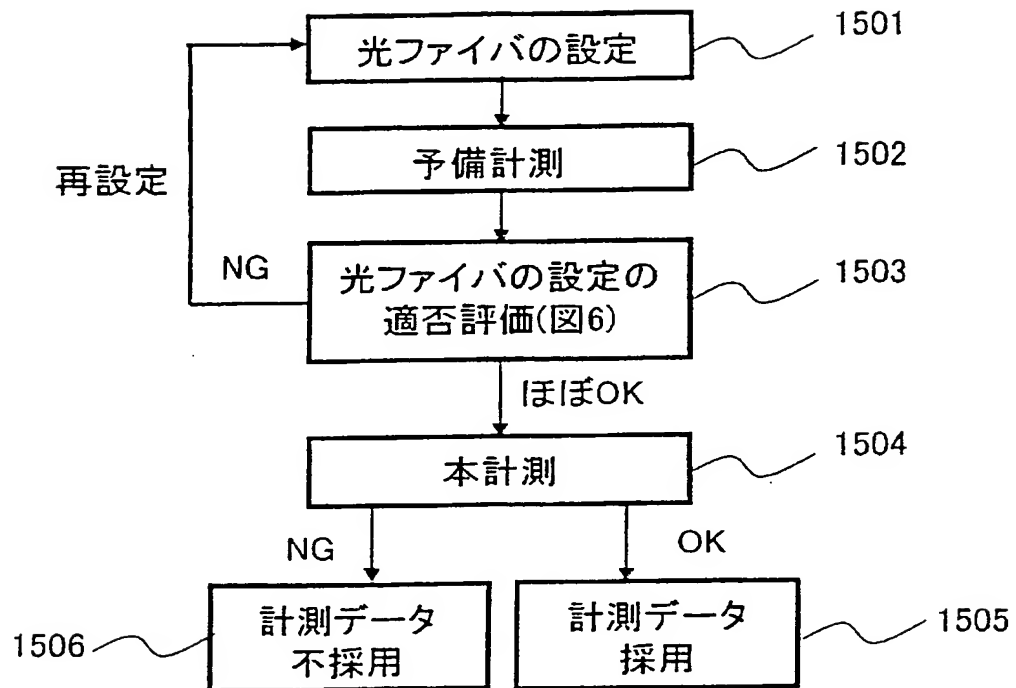 光ファイバの設定
1501
予備計測
1502
再設定
NG
光ファイバの設定の
適否評価(図6)
1503
ほぼOK
本計測
1504
NG
OK
計測データ
不採用
1506
計測データ
採用
1505